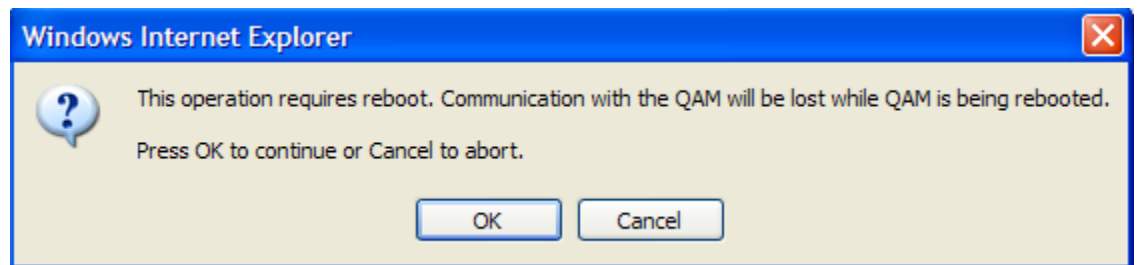 Windows Internet Explorer
This operation requires reboot. Communication with the QAM will be lost while QAM is being rebooted.
Press OK to continue or Cancel to abort.
OK Cancel